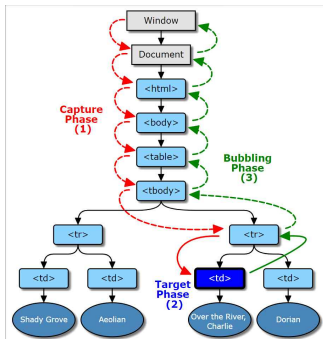 Window
Document
<html>
Capture
Phase
(1)
<body>
<table>
Bubbling
Phase
(3)
<tbody>
<tr>
<tr>
<td>
<td>
Target
Phase
(2)
<td>
<td>
Shady Grove
Aeolian
Over the River,
Charlie
Dorian